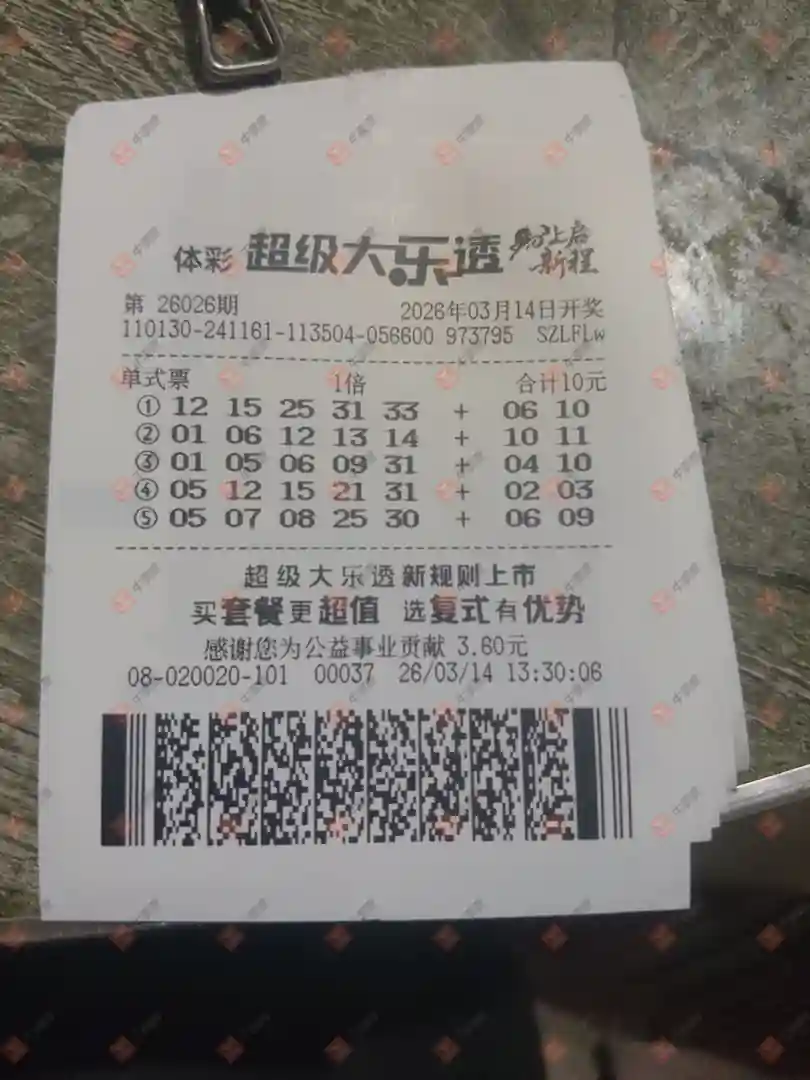 体彩 超级大乐透 马上启
新程
第 26026期 2026年03月14日开奖
110130-241161-113504-056600 973795 SZLFLw
单式票 1倍 合计10元
① 12 15 25 31 33 + 06 10
② 01 06 12 13 14 + 10 11
③ 01 05 06 09 31 + 04 10
④ 05 12 15 21 31 + 02 03
⑤ 05 07 08 25 30 + 06 09
超级大乐透新规则上市
买套餐更超值 选复式有优势
感谢您为公益事业贡献 3.60元
08-020020-101 00037 26/03/14 13:30:06